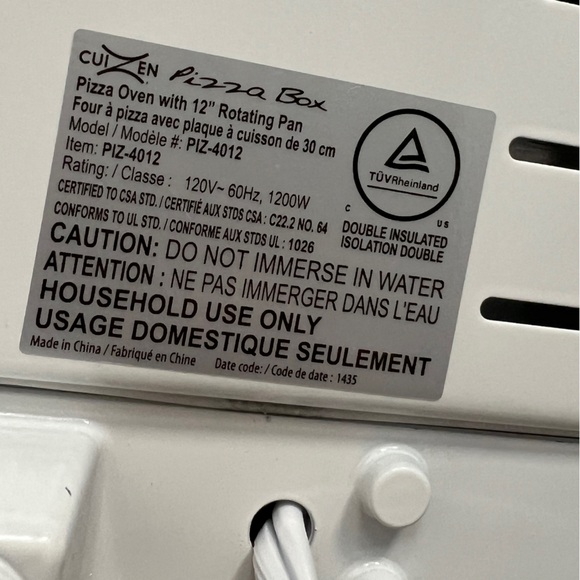 CUIZEN Pizza Box
Pizza Oven with 12" Rotating Pan
Four à pizza avec plaque à cuisson de 30 cm
Model / Modèle #: PIZ-4012
Item: PIZ-4012
Rating: / Classe : 120V~ 60Hz, 1200W
CERTIFIED TO CSA STD. / CERTIFIÉ AUX STDS CSA : C22.2 NO. 64
CONFORMS TO UL STD. / CONFORME AUX STDS UL : 1026
TÜVRheinland
C US
DOUBLE INSULATED
ISOLATION DOUBLE
CAUTION: DO NOT IMMERSE IN WATER
ATTENTION : NE PAS IMMERGER DANS L'EAU
HOUSEHOLD USE ONLY
USAGE DOMESTIQUE SEULEMENT
Made in China / Fabriqué en Chine Date code: / Code de date : 1435